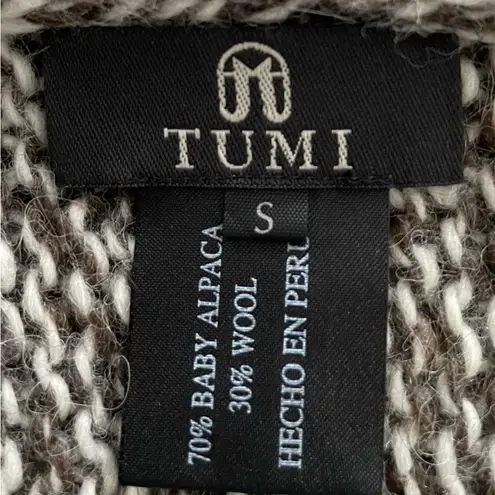 TUMI
S
70% BABY ALPACA
30% WOOL
HECHO EN PERU